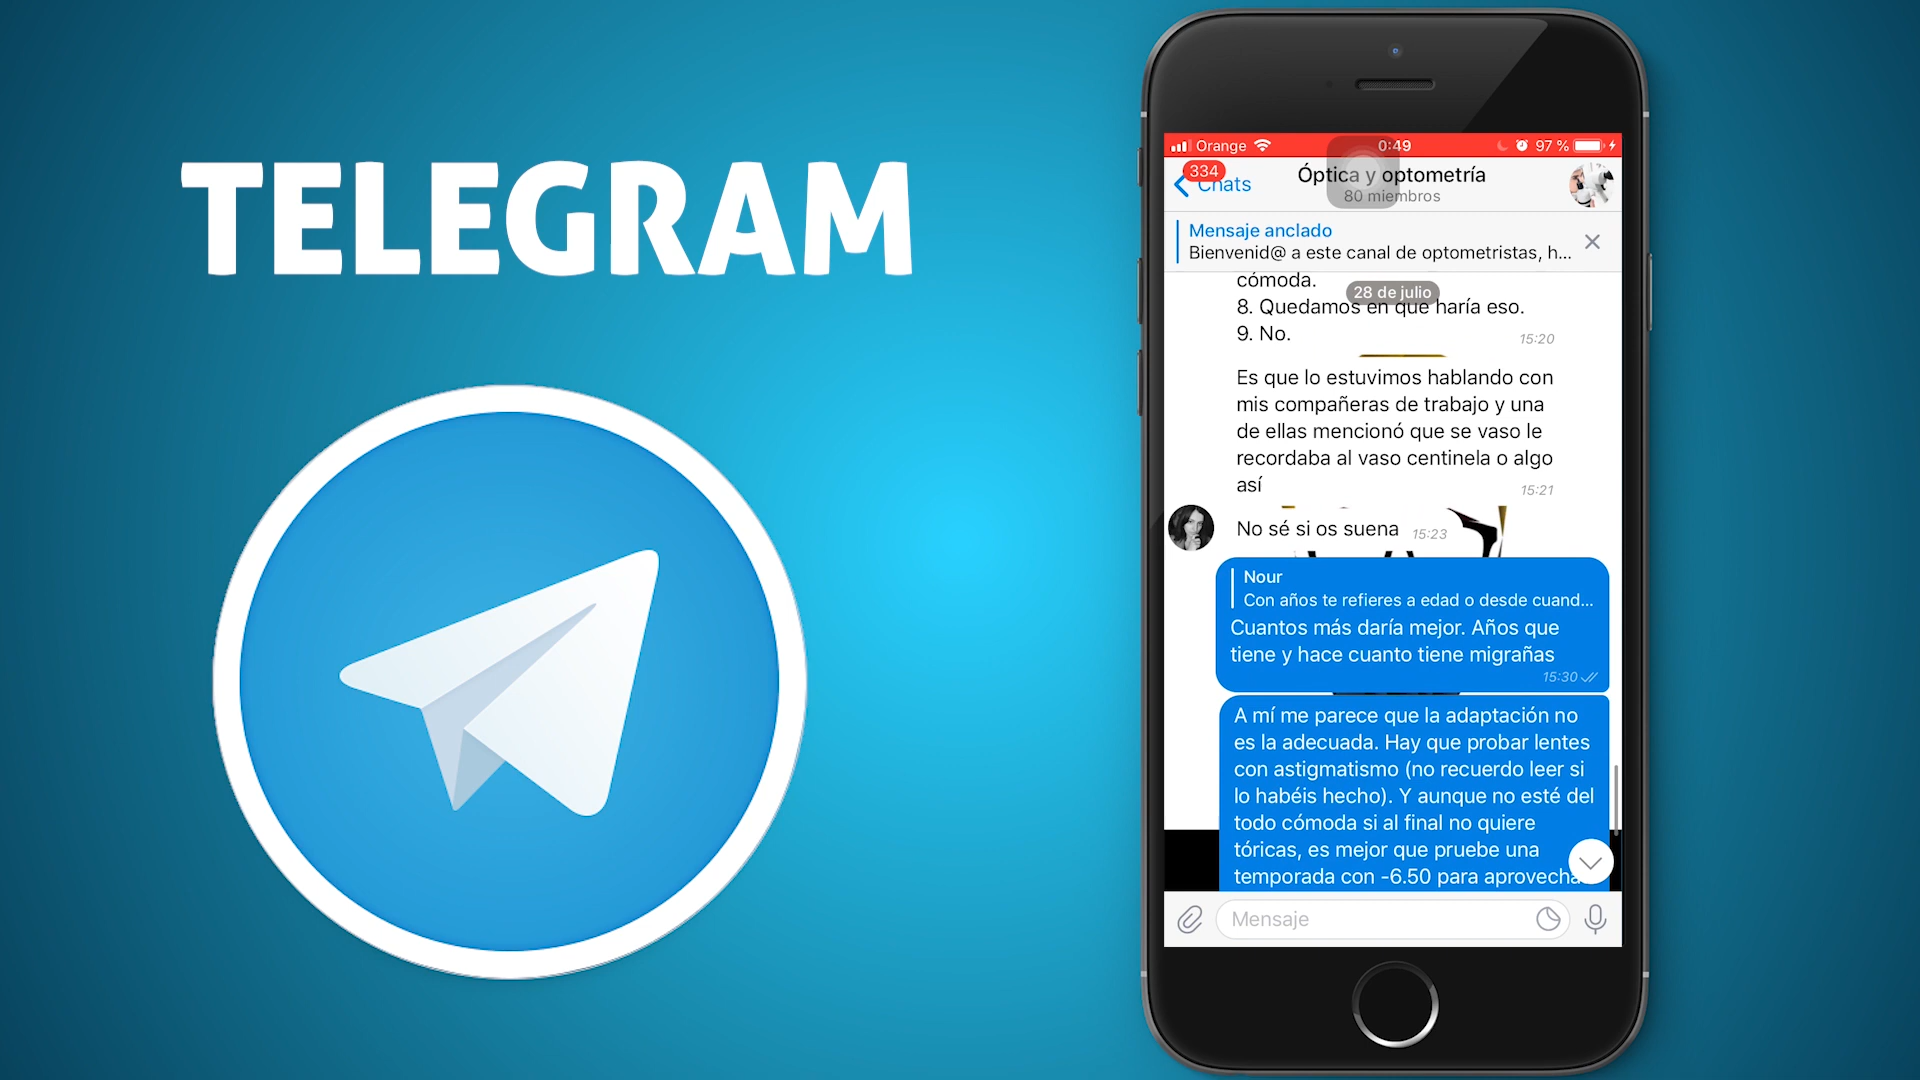 TELEGRAM
Orange
0:49
97 %
334
Chats
Óptica y optometría
80 miembros
Mensaje anclado
Bienvenid@ a este canal de optometristas, h...
cómoda.
28 de julio
8. Quedamos en que haría eso.
9. No.
15:20
Es que lo estuvimos hablando con
mis compañeras de trabajo y una
de ellas mencionó que se vaso le
recordaba al vaso centinela o algo
así
15:21
No sé si os suena
15:23
Nour
Con años te refieres a edad o desde cuand...
Cuantos más daría mejor. Años que
tiene y hace cuanto tiene migrañas
15:30
A mí me parece que la adaptación no
es la adecuada. Hay que probar lentes
con astigmatismo (no recuerdo leer si
lo habéis hecho). Y aunque no esté del
todo cómoda si al final no quiere
tóricas, es mejor que pruebe una
temporada con -6.50 para aprovecha
Mensaje